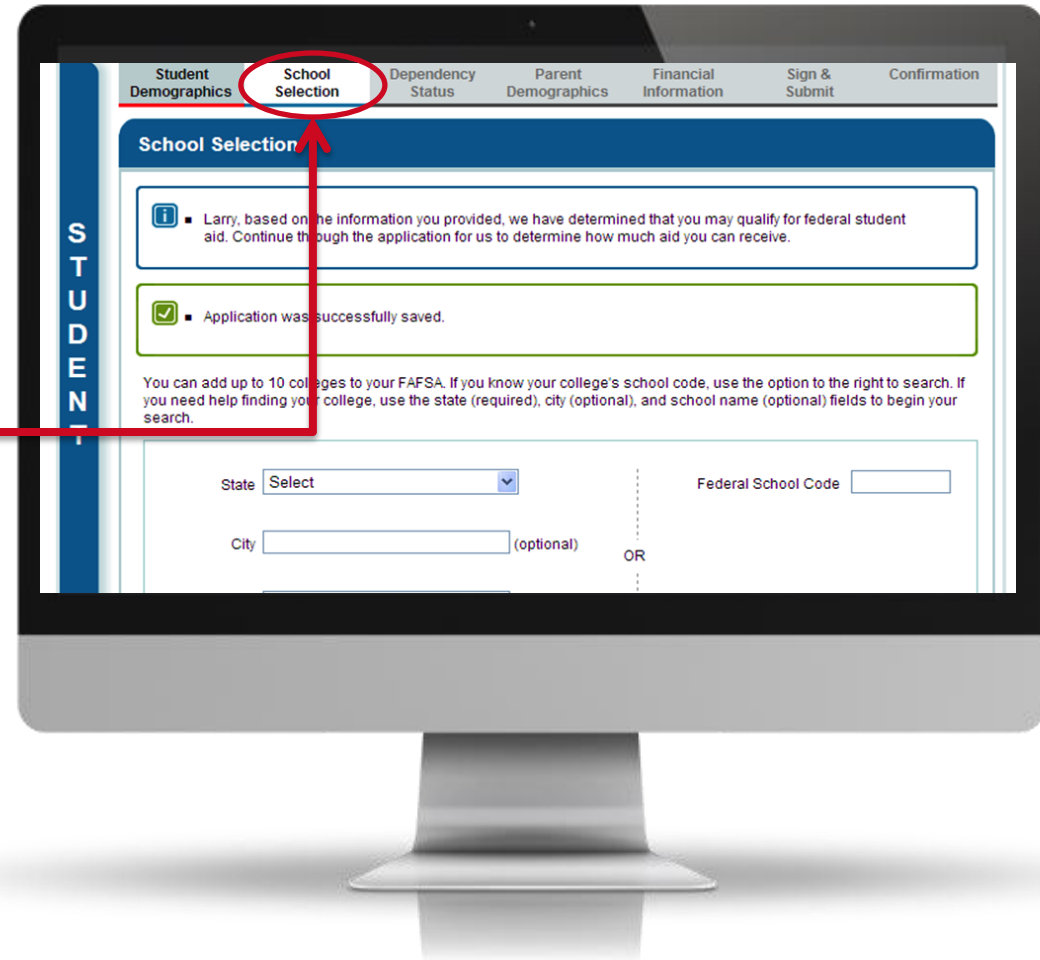 Student Demographics
School Selection
Dependency Status
Parent Demographics
Financial Information
Sign & Submit
Confirmation
STUDENT
School Selection
Larry, based on the information you provided, we have determined that you may qualify for federal student
aid. Continue through the application for us to determine how much aid you can receive.
Application was successfully saved.
You can add up to 10 colleges to your FAFSA. If you know your college's school code, use the option to the right to search. If
you need help finding your college, use the state (required), city (optional), and school name (optional) fields to begin your
search.
State Select
Federal School Code
City (optional)
OR